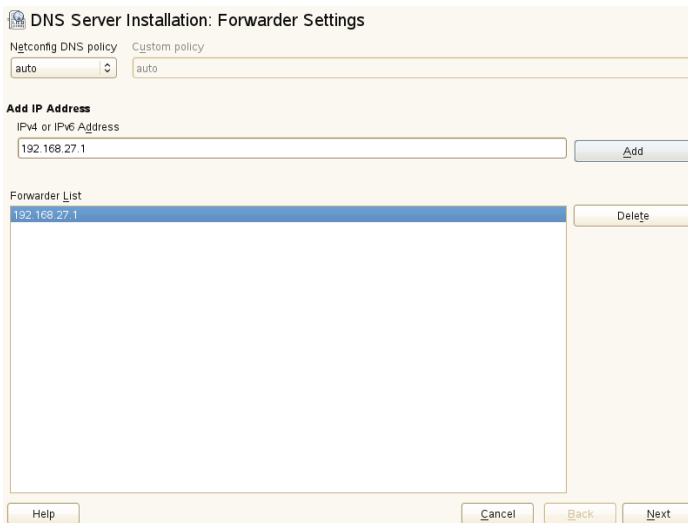 DNS Server Installation: Forwarder Settings
Netconfig DNS policy Custom policy
auto auto
Add IP Address
IPv4 or IPv6 Address
192.168.27.1 Add
Forwarder List
192.168.27.1 Delete
Help Cancel Back Next